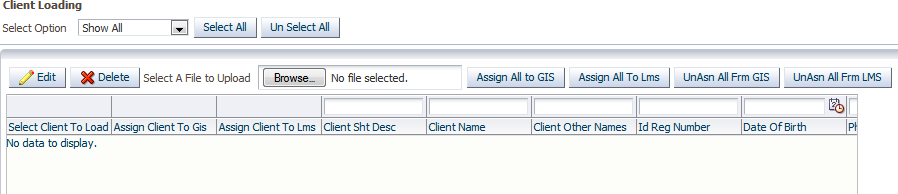 Client Loading
Select Option Show All Select All Un Select All
Edit Delete Select A File to Upload Browse... No file selected. Assign All to GIS Assign All To Lms UnAsn All Frm GIS UnAsn All Frm LMS
Select Client To Load Assign Client To Gis Assign Client To Lms Client Sht Desc Client Name Client Other Names Id Reg Number Date Of Birth
No data to display.